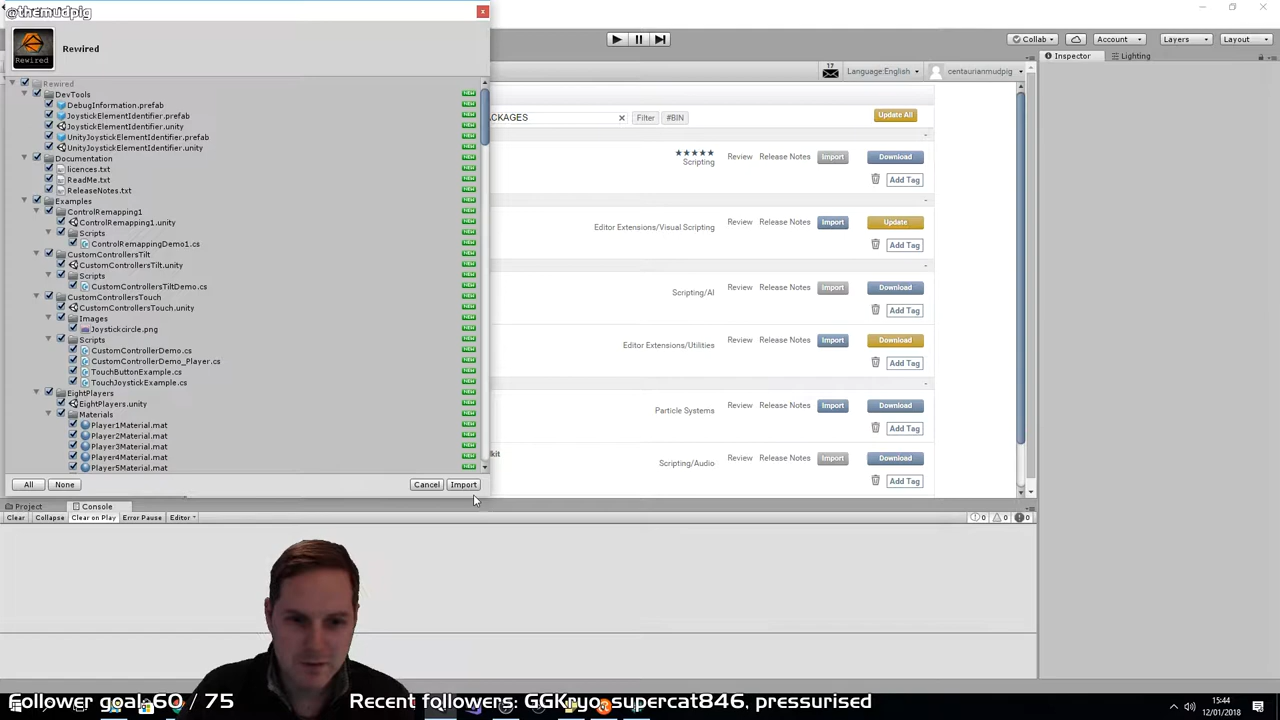 @themudpig
Rewired
Rewired
Collab
Account
Layers
Layout
Inspector
Lighting
17
Language:English
centaurianmudpig
Rewired
DevTools
DebugInformation.prefab
JoystickElementIdentifier.prefab
JoystickElementIdentifier.unity
UnityJoystickElementIdentifier.prefab
UnityJoystickElementIdentifier.unity
Documentation
licences.txt
ReadMe.txt
ReleaseNotes.txt
Examples
ControlRemapping1
ControlRemapping1.unity
Scripts
ControlRemappingDemo1.cs
CustomControllersTilt
CustomControllersTilt.unity
Scripts
CustomControllersTiltDemo.cs
CustomControllersTouch
CustomControllersTouch.unity
Images
Joystickcircle.png
Scripts
CustomControllerDemo.cs
CustomControllerDemo_Player.cs
TouchButtonExample.cs
TouchJoystickExample.cs
EightPlayers
EightPlayers.unity
Materials
Player1Material.mat
Player2Material.mat
Player3Material.mat
Player4Material.mat
Player5Material.mat
All
None
Cancel
Import
CKAGES
Filter
#BIN
Update All
Scripting
Review
Release Notes
Import
Download
Add Tag
Editor Extensions/Visual Scripting
Review
Release Notes
Import
Update
Add Tag
Scripting/AI
Review
Release Notes
Import
Download
Add Tag
Editor Extensions/Utilities
Review
Release Notes
Import
Download
Add Tag
Particle Systems
Review
Release Notes
Import
Download
Add Tag
kit
Scripting/Audio
Review
Release Notes
Import
Download
Add Tag
Project
Console
Clear
Collapse
Clear on Play
Error Pause
Editor
0
0
0
Follower goal: 60 / 75
Recent followers: GGKryo, supercat846, pressurised
15:44
12/01/2018